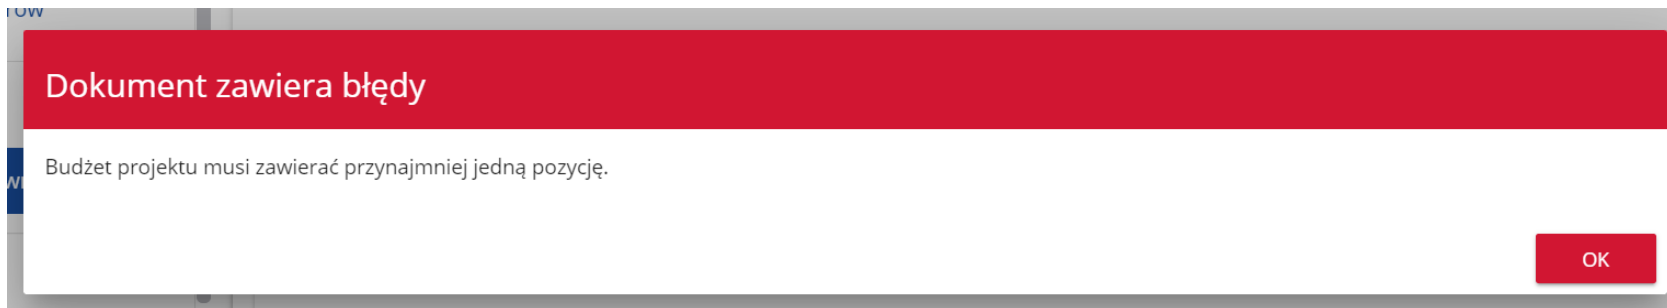 Dokument zawiera błędy
Budżet projektu musi zawierać przynajmniej jedną pozycję.
OK